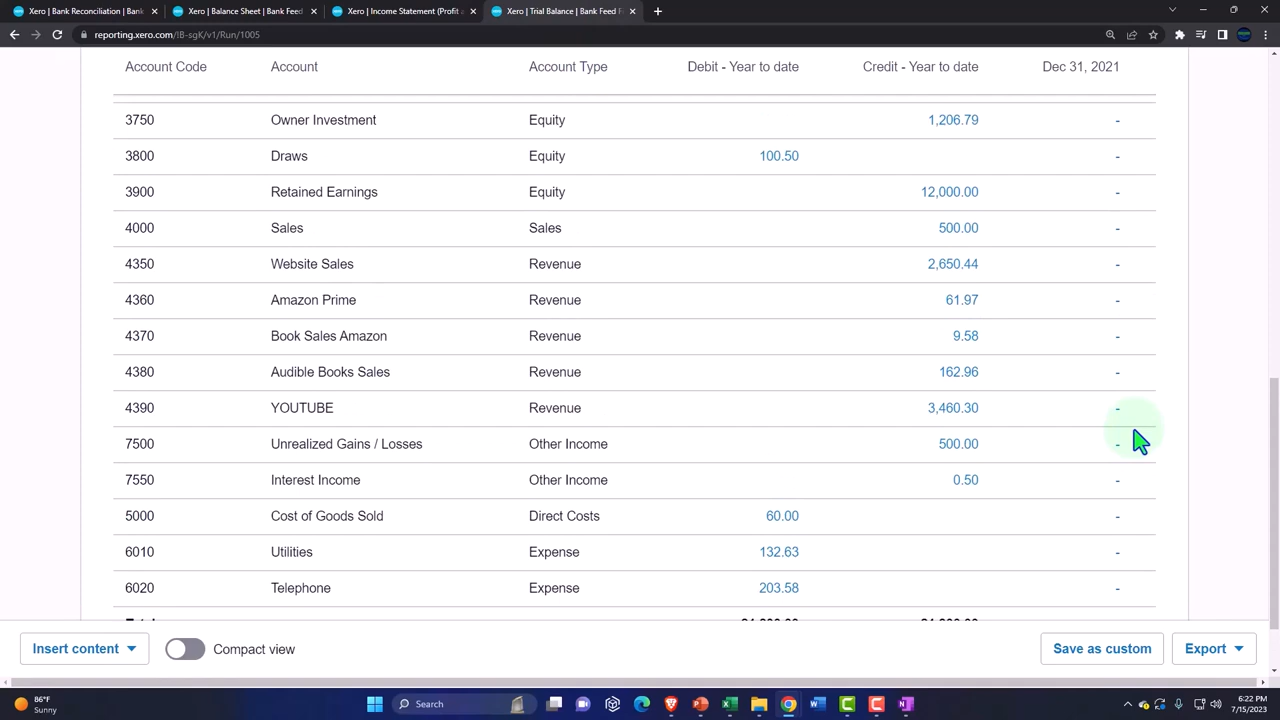 Xero | Bank Reconciliation | Bank
Xero | Balance Sheet | Bank Feed
Xero | Income Statement (Profit a
Xero | Trial Balance | Bank Feed F
reporting.xero.com/!B-sgK/v1/Run/1005
Account Code Account Account Type Debit - Year to date Credit - Year to date Dec 31, 2021
3750 Owner Investment Equity 1,206.79 -
3800 Draws Equity 100.50 -
3900 Retained Earnings Equity 12,000.00 -
4000 Sales Sales 500.00 -
4350 Website Sales Revenue 2,650.44 -
4360 Amazon Prime Revenue 61.97 -
4370 Book Sales Amazon Revenue 9.58 -
4380 Audible Books Sales Revenue 162.96 -
4390 YOUTUBE Revenue 3,460.30 -
7500 Unrealized Gains / Losses Other Income 500.00 -
7550 Interest Income Other Income 0.50 -
5000 Cost of Goods Sold Direct Costs 60.00 -
6010 Utilities Expense 132.63 -
6020 Telephone Expense 203.58 -
Insert content Compact view Save as custom Export
86°F
Sunny
Search
6:22 PM
7/15/2023